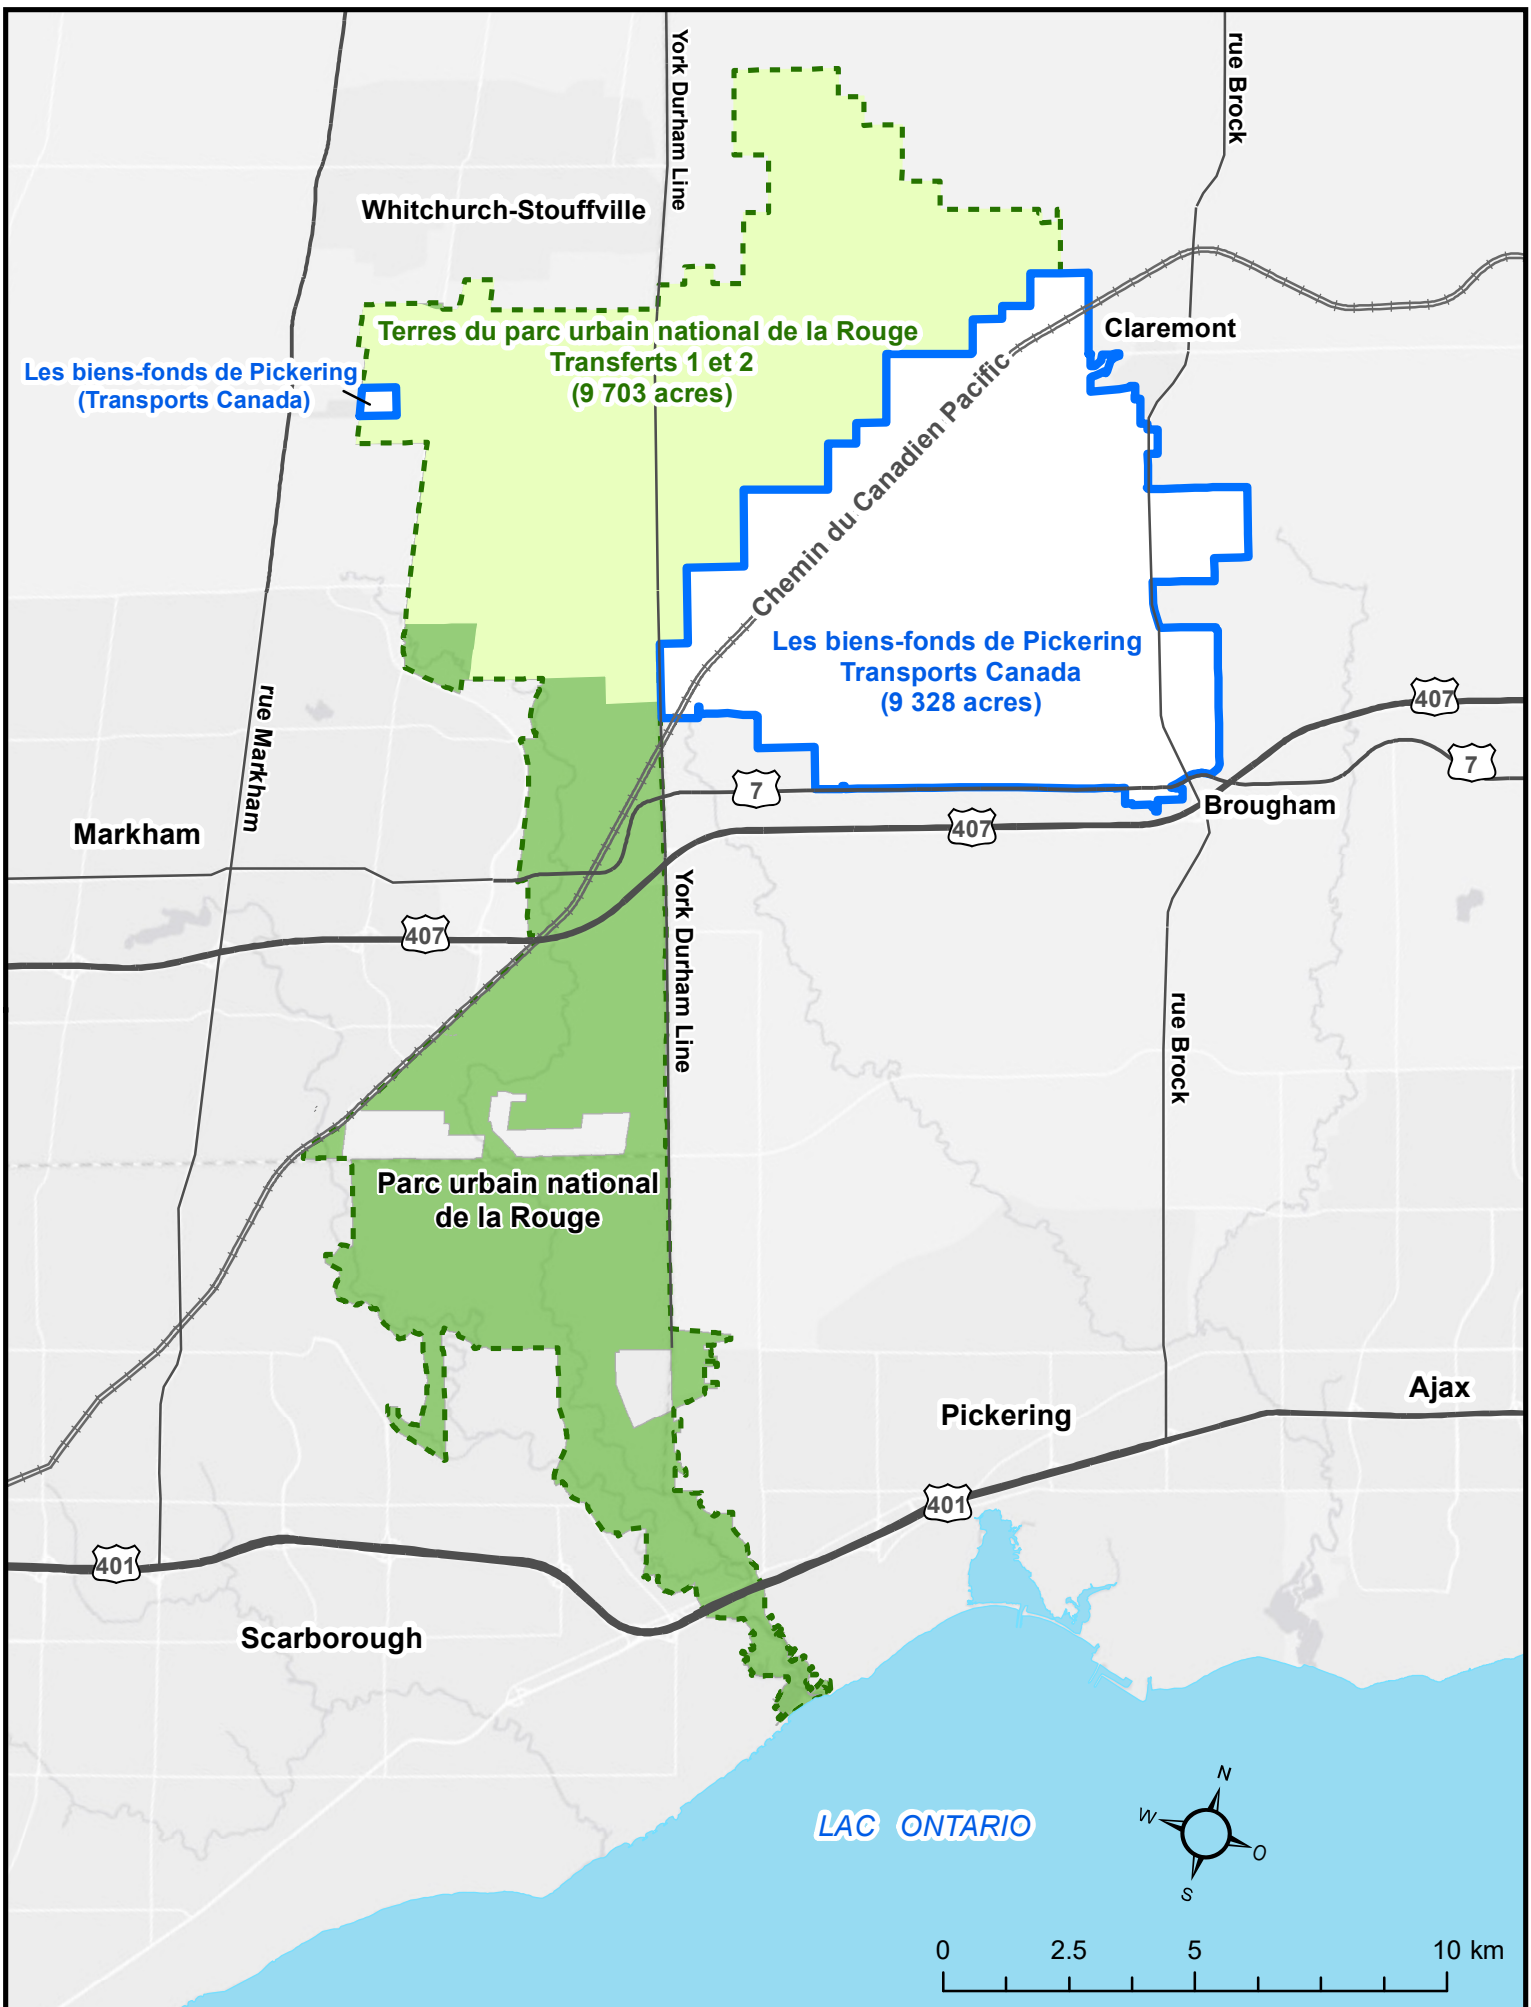 York Durham Line
rue Brock
Whitchurch-Stouffville
Terres du parc urbain national de la Rouge
Transferts 1 et 2
(9 703 acres)
Claremont
Les biens-fonds de Pickering
(Transports Canada)
Chemin du Canadien Pacific
Les biens-fonds de Pickering
Transports Canada
(9 328 acres)
rue Markham
407
7
7
Brougham
407
Markham
York Durham Line
407
rue Brock
Parc urbain national
de la Rouge
Ajax
Pickering
401
401
Scarborough
LAC ONTARIO
N
W
O
S
0 2.5 5 10 km